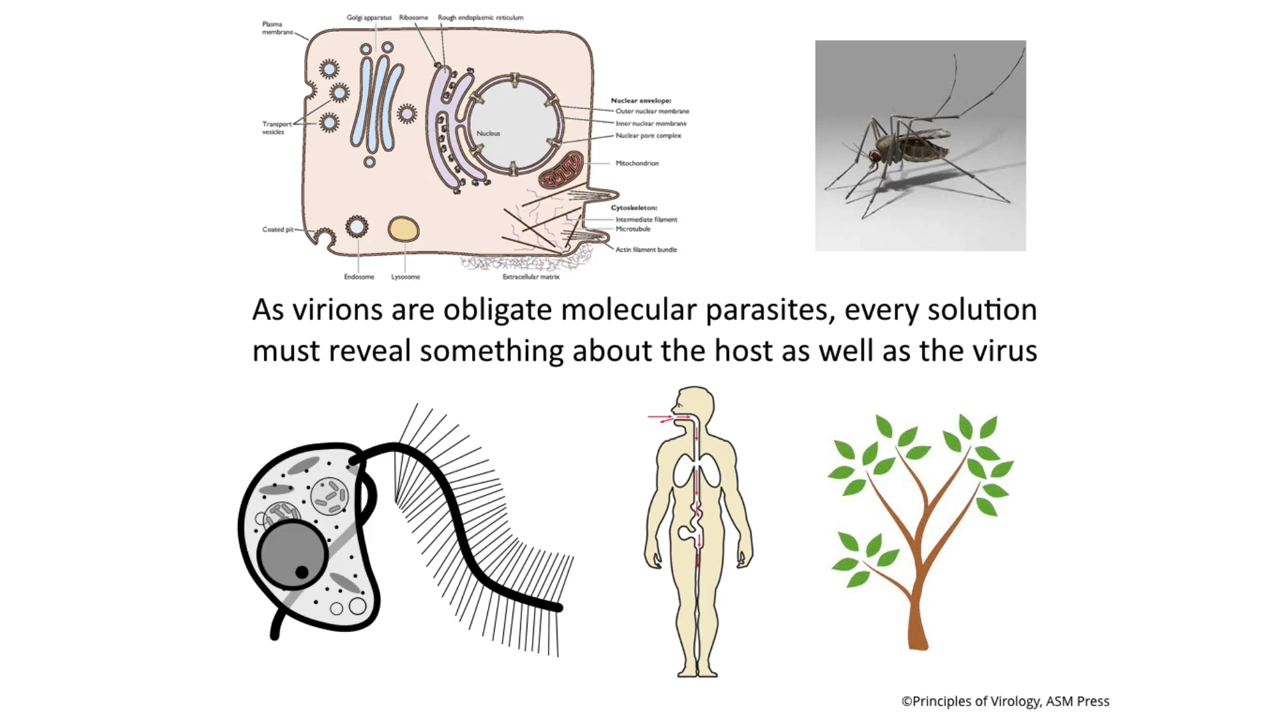 Golgi apparatus Ribosome Rough endoplasmic reticulum
Plasma
membrane
Nuclear envelope:
Outer nuclear membrane
Inner nuclear membrane
Nuclear pore complex
Transport
vesicles
Nucleus
Mitochondrion
Cytoskeleton:
Intermediate filament
Microtubule
Actin filament bundle
Coated pit
Endosome Lysosome Extracellular matrix
As virions are obligate molecular parasites, every solution
must reveal something about the host as well as the virus
©Principles of Virology, ASM Press